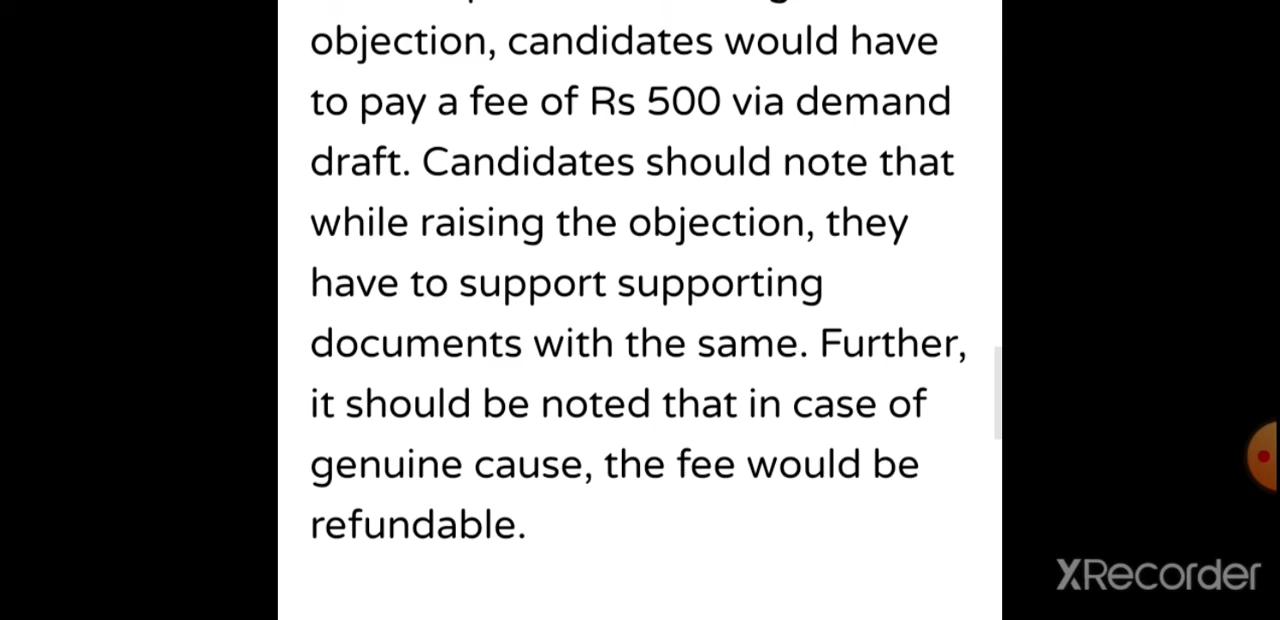 objection, candidates would have
to pay a fee of Rs 500 via demand
draft. Candidates should note that
while raising the objection, they
have to support supporting
documents with the same. Further,
it should be noted that in case of
genuine cause, the fee would be
refundable.
XRecorder